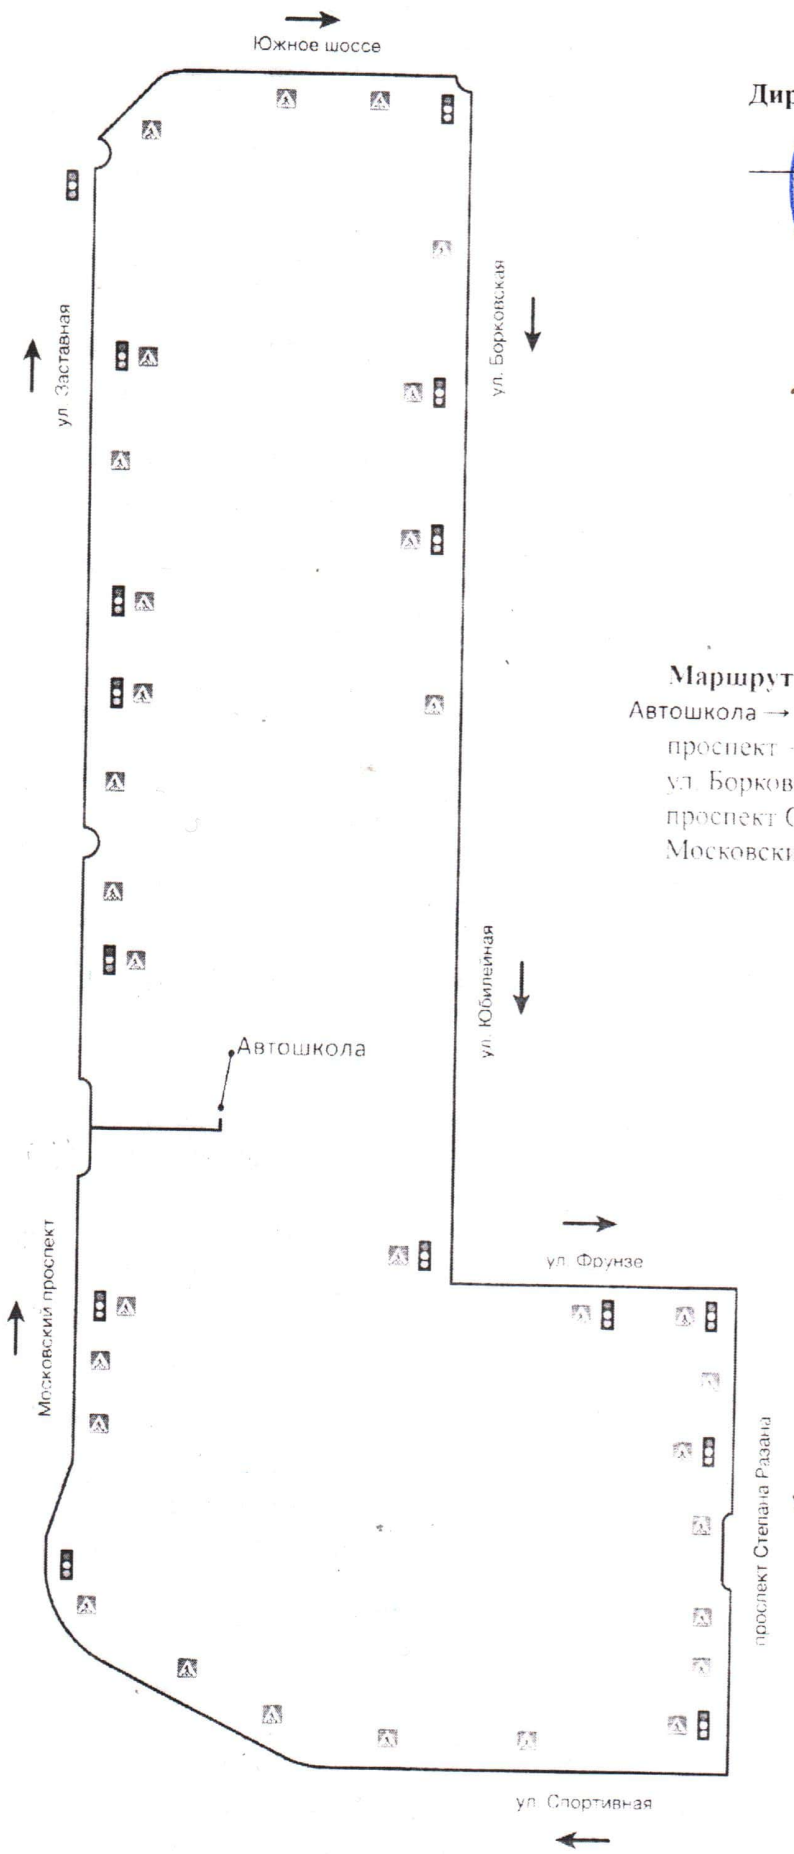 Южное шоссе
Дир
ул. Заставная
ул. Борковская
Маршрут
Автошкола →
проспект -
ул. Борков
проспект С
Московски
ул. Юбилейная
Автошкола
Московский проспект
ул. Фрунзе
проспект Степана Разана
ул. Спортивная